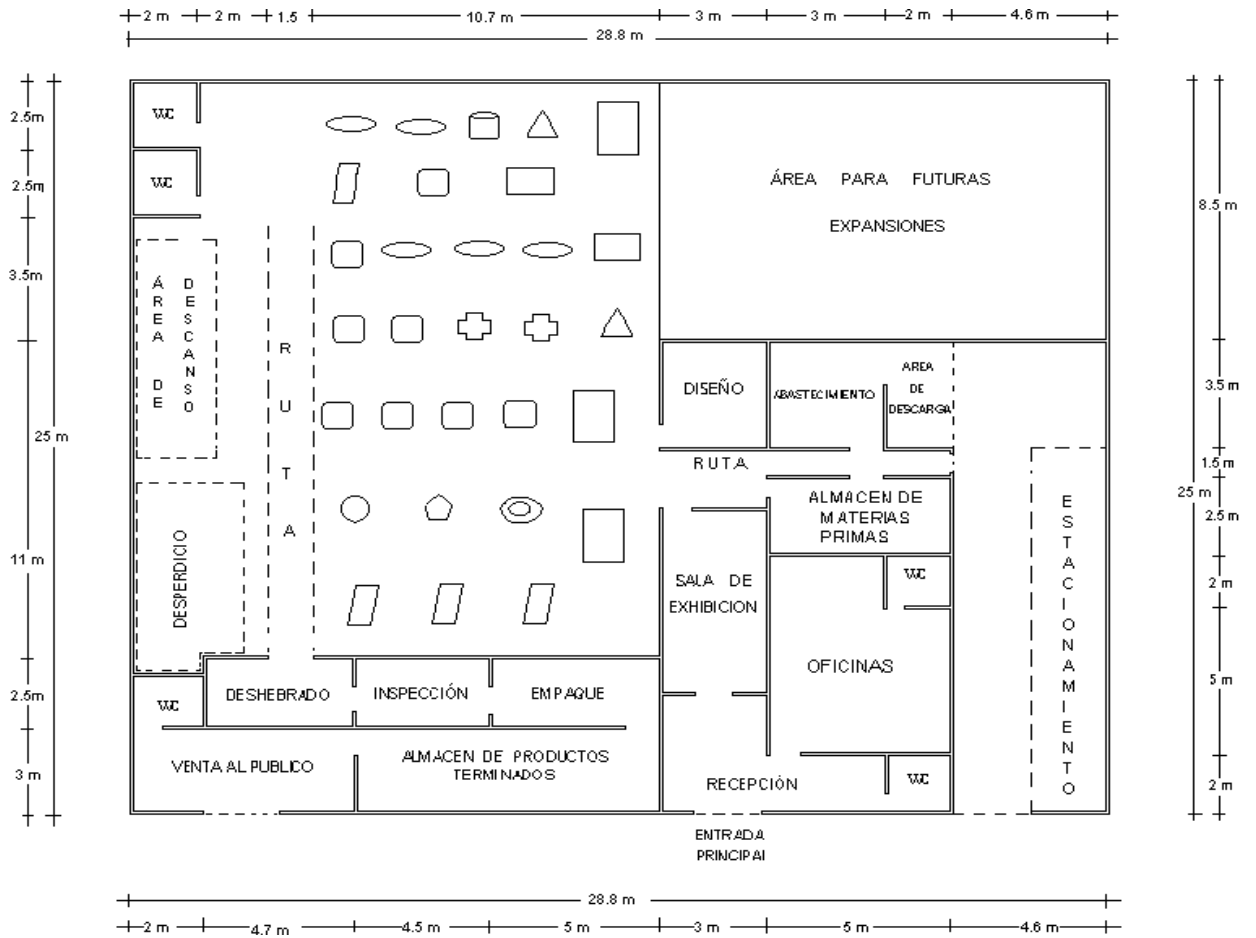 2 m
2 m
1.5
10.7 m
3 m
3 m
2 m
4.6 m
28.8 m
2.5m
2.5m
3.5m
11 m
2.5m
3 m
25 m
WC
WC
ÁREA DE
DESCANSO
RUTA
DESPERDICIO
ÁREA PARA FUTURAS
EXPANSIONES
DISEÑO
ABASTECIMIENTO
AREA
DE
DESCARGA
RUTA
ALMACEN DE
MATERIAS
PRIMAS
SALA DE
EXHIBICION
WC
OFICINAS
ESTACIONAMIENTO
DESHEBRADO
INSPECCIÓN
EMPAQUE
WC
VENTA AL PUBLICO
ALMACEN DE PRODUCTOS
TERMINADOS
RECEPCIÓN
WC
ENTRADA
PRINCIPAL
8.5 m
3.5 m
1.5 m
25 m
2.5 m
2 m
5 m
2 m
28.8 m
2 m
4.7 m
4.5 m
5 m
3 m
5 m
4.6 m